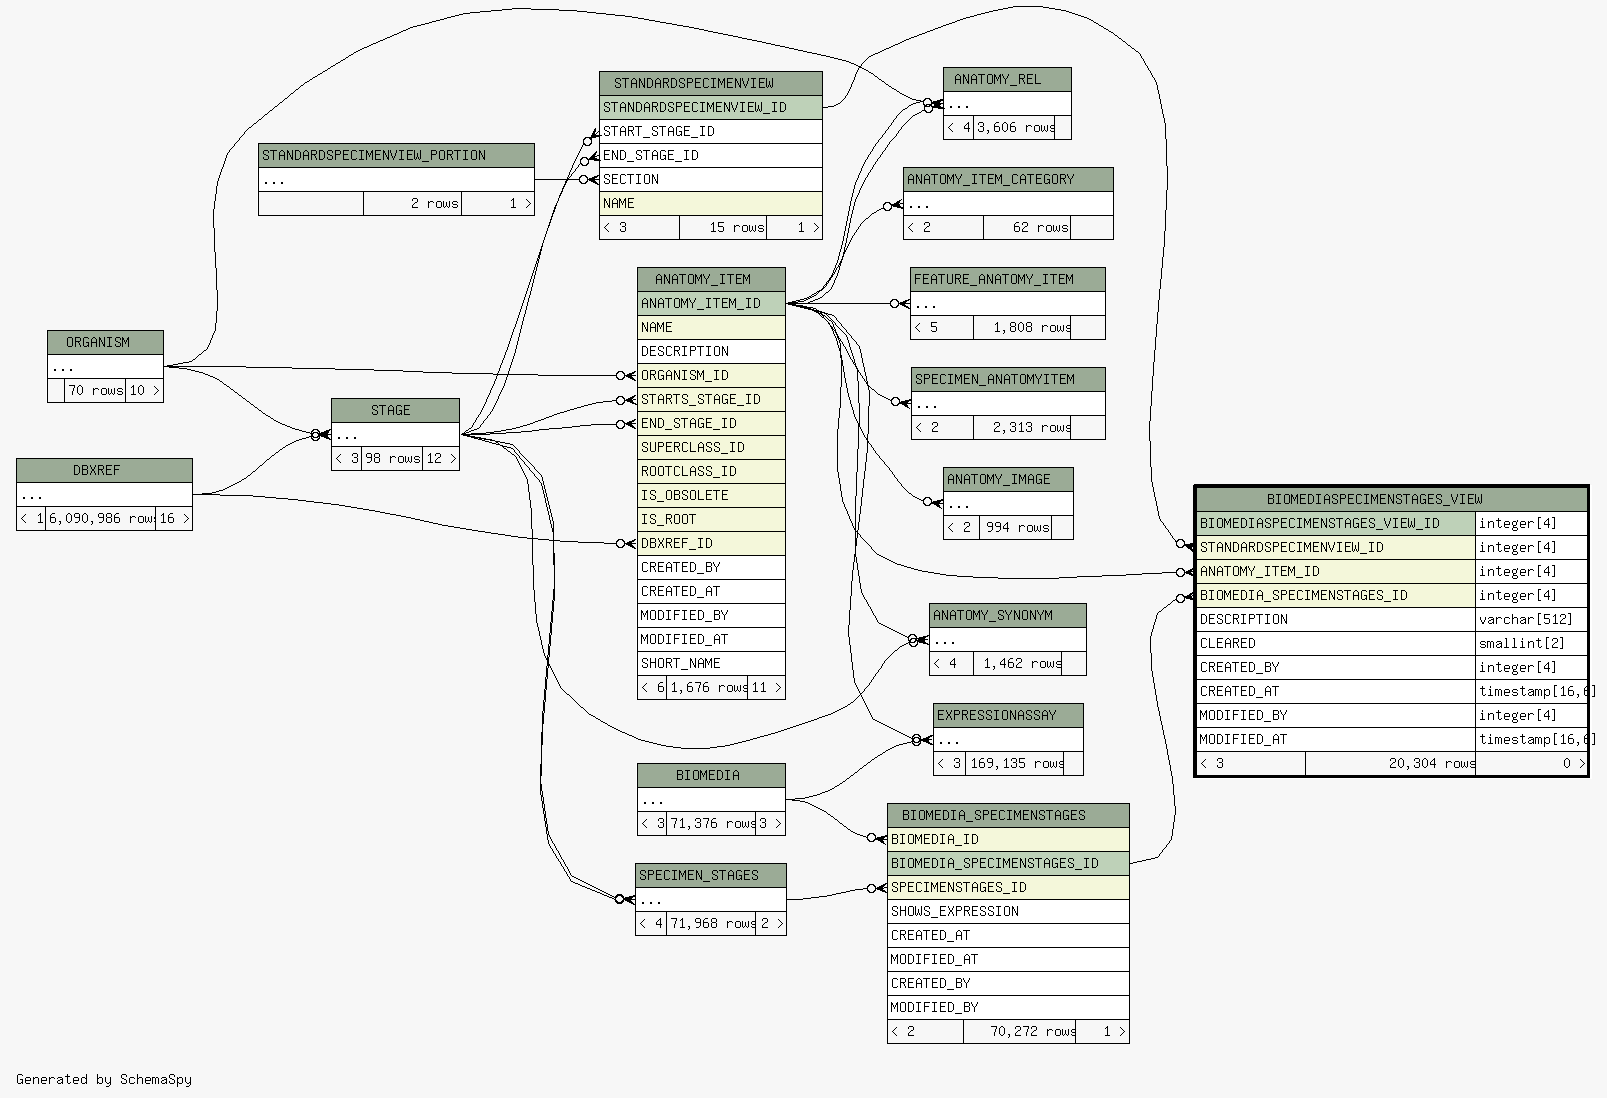 STANDARDSPECIMENVIEW
STANDARDSPECIMENVIEW_ID
START_STAGE_ID
END_STAGE_ID
SECTION
NAME
< 3 15 rows 1 >
STANDARDSPECIMENVIEW_PORTION
...
2 rows 1 >
ANATOMY_REL
...
< 4 3,606 rows
ANATOMY_ITEM_CATEGORY
...
< 2 62 rows
FEATURE_ANATOMY_ITEM
...
< 5 1,808 rows
SPECIMEN_ANATOMYITEM
...
< 2 2,313 rows
ANATOMY_IMAGE
...
< 2 994 rows
ORGANISM
...
70 rows 10 >
STAGE
...
< 3 98 rows 12 >
DBXREF
...
< 1 6,090,986 rows 16 >
ANATOMY_ITEM
ANATOMY_ITEM_ID
NAME
DESCRIPTION
ORGANISM_ID
STARTS_STAGE_ID
END_STAGE_ID
SUPERCLASS_ID
ROOTCLASS_ID
IS_OBSOLETE
IS_ROOT
DBXREF_ID
CREATED_BY
CREATED_AT
MODIFIED_BY
MODIFIED_AT
SHORT_NAME
< 6 1,676 rows 11 >
ANATOMY_SYNONYM
...
< 4 1,462 rows
EXPRESSIONASSAY
...
< 3 169,135 rows
BIOMEDIA
...
< 3 71,376 rows 3 >
SPECIMEN_STAGES
...
< 4 71,968 rows 2 >
BIOMEDIA_SPECIMENSTAGES
BIOMEDIA_ID
BIOMEDIA_SPECIMENSTAGES_ID
SPECIMENSTAGES_ID
SHOWS_EXPRESSION
CREATED_AT
MODIFIED_AT
CREATED_BY
MODIFIED_BY
< 2 70,272 rows 1 >
BIOMEDIASPECIMENSTAGES_VIEW
BIOMEDIASPECIMENSTAGES_VIEW_ID integer[4]
STANDARDSPECIMENVIEW_ID integer[4]
ANATOMY_ITEM_ID integer[4]
BIOMEDIA_SPECIMENSTAGES_ID integer[4]
DESCRIPTION varchar[512]
CLEARED smallint[2]
CREATED_BY integer[4]
CREATED_AT timestamp[16,6]
MODIFIED_BY integer[4]
MODIFIED_AT timestamp[16,6]
< 3 20,304 rows 0 >
Generated by SchemaSpy